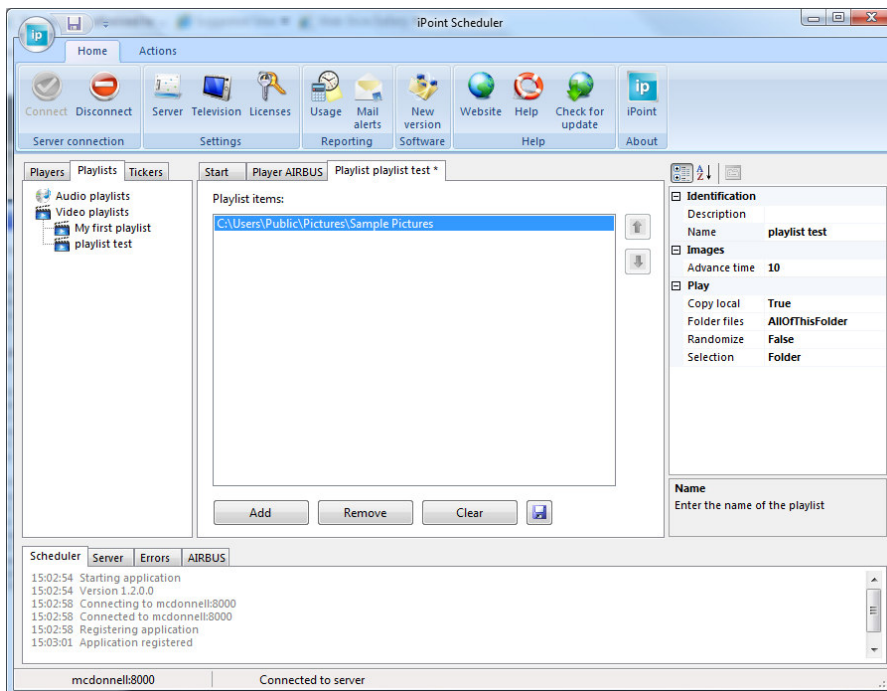 iPoint Scheduler
ip
Home Actions
Connect Disconnect Server Television Licenses Usage Mail alerts New version Website Help Check for update ip iPoint
Server connection Settings Reporting Software Help About
Players Playlists Tickers
Start Player AIRBUS Playlist playlist test *
Audio playlists
Video playlists
My first playlist
playlist test
Playlist items:
C:\Users\Public\Pictures\Sample Pictures
Add Remove Clear
Identification
Description
Name playlist test
Images
Advance time 10
Play
Copy local True
Folder files AllOfThisFolder
Randomize False
Selection Folder
Name
Enter the name of the playlist
Scheduler Server Errors AIRBUS
15:02:54 Starting application
15:02:54 Version 1.2.0.0
15:02:58 Connecting to mcdonnell:8000
15:02:58 Connected to mcdonnell:8000
15:02:58 Registering application
15:03:01 Application registered
mcdonnell:8000 Connected to server